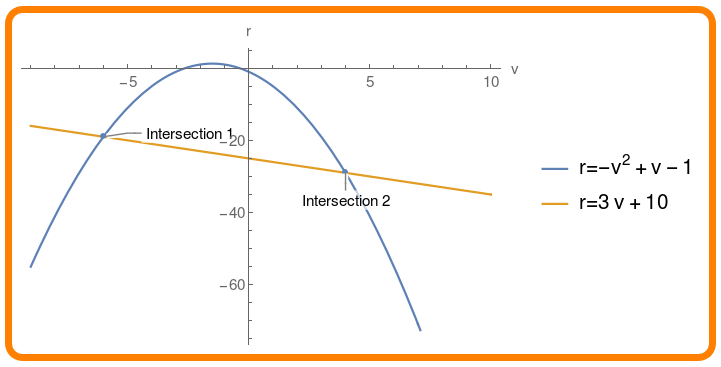 r
v
−5
5
10
−20
−40
−60
Intersection 1
Intersection 2
r=−v² + v − 1
r=3 v + 10